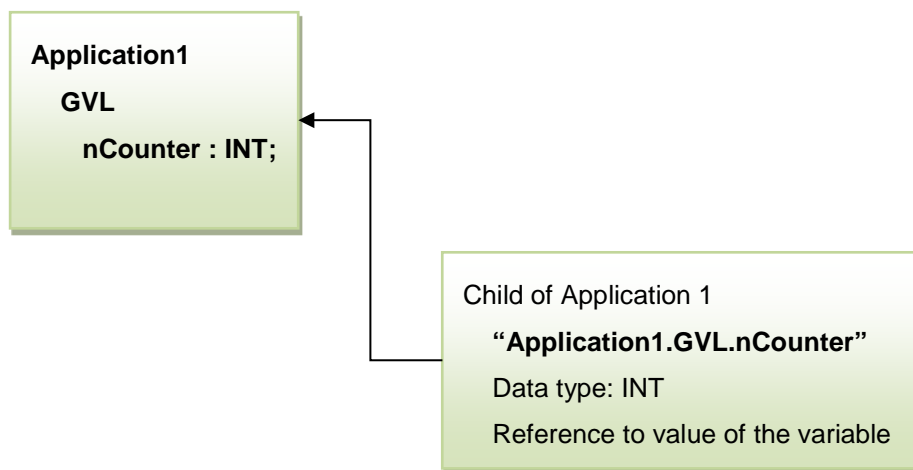 Application1
GVL
nCounter : INT;
Child of Application 1
“Application1.GVL.nCounter”
Data type: INT
Reference to value of the variable